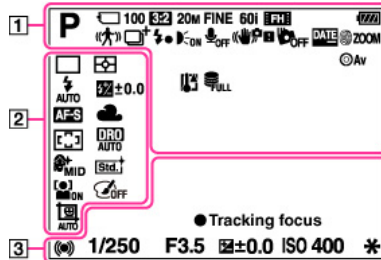 1
P 100 3:2 20M FINE 60i FH
ON OFF OFF DATE ZOOM
Av
FULL
2
AUTO ±0.0
AF-S
DRO AUTO
MID Std.
ON OFF
AUTO
● Tracking focus
3
1/250 F3.5 ±0.0 ISO 400 *